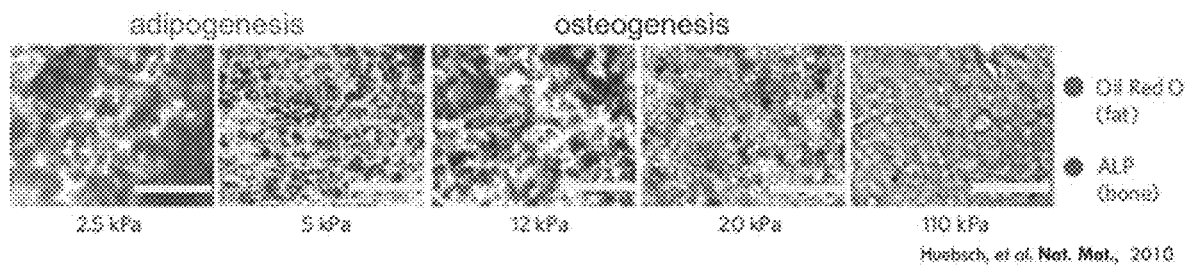 adipogenesis osteogenesis
Oil Red O
(fat)
ALP
(bone)
2.5 kPa 5 kPa 12 kPa 20 kPa 110 kPa
Huebsch, et al. Nat. Mat., 2010